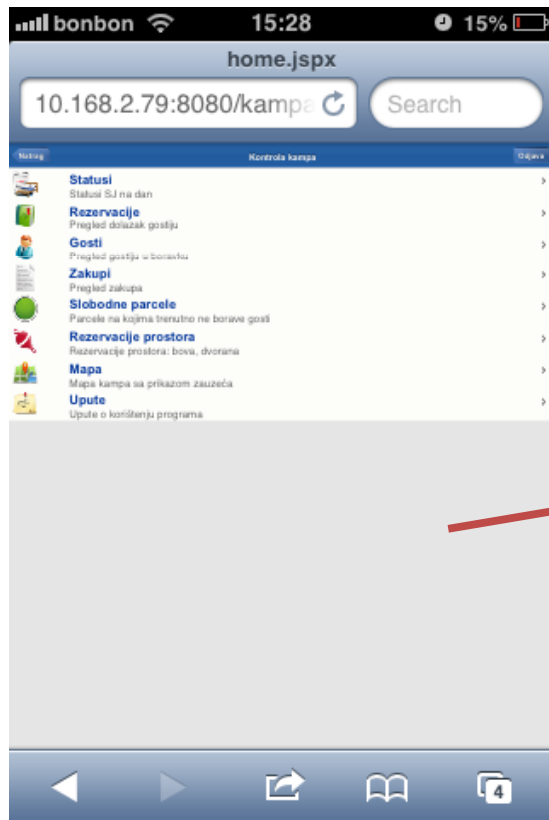 bonbon 15:28 15%
home.jspx
10.168.2.79:8080/kampa Search
Natrag Kontrola kampa Odjava
Statusi
Statusi SJ na dan
Rezervacije
Pregled dolazak gostiju
Gosti
Pregled gostiju u boravku
Zakupi
Pregled zakupa
Slobodne parcele
Parcele na kojima trenutno ne borave gosti
Rezervacije prostora
Rezervacije prostora: bova, dvorana
Mapa
Mapa kampa sa prikazom zauzeća
Upute
Upute o korištenju programa
4